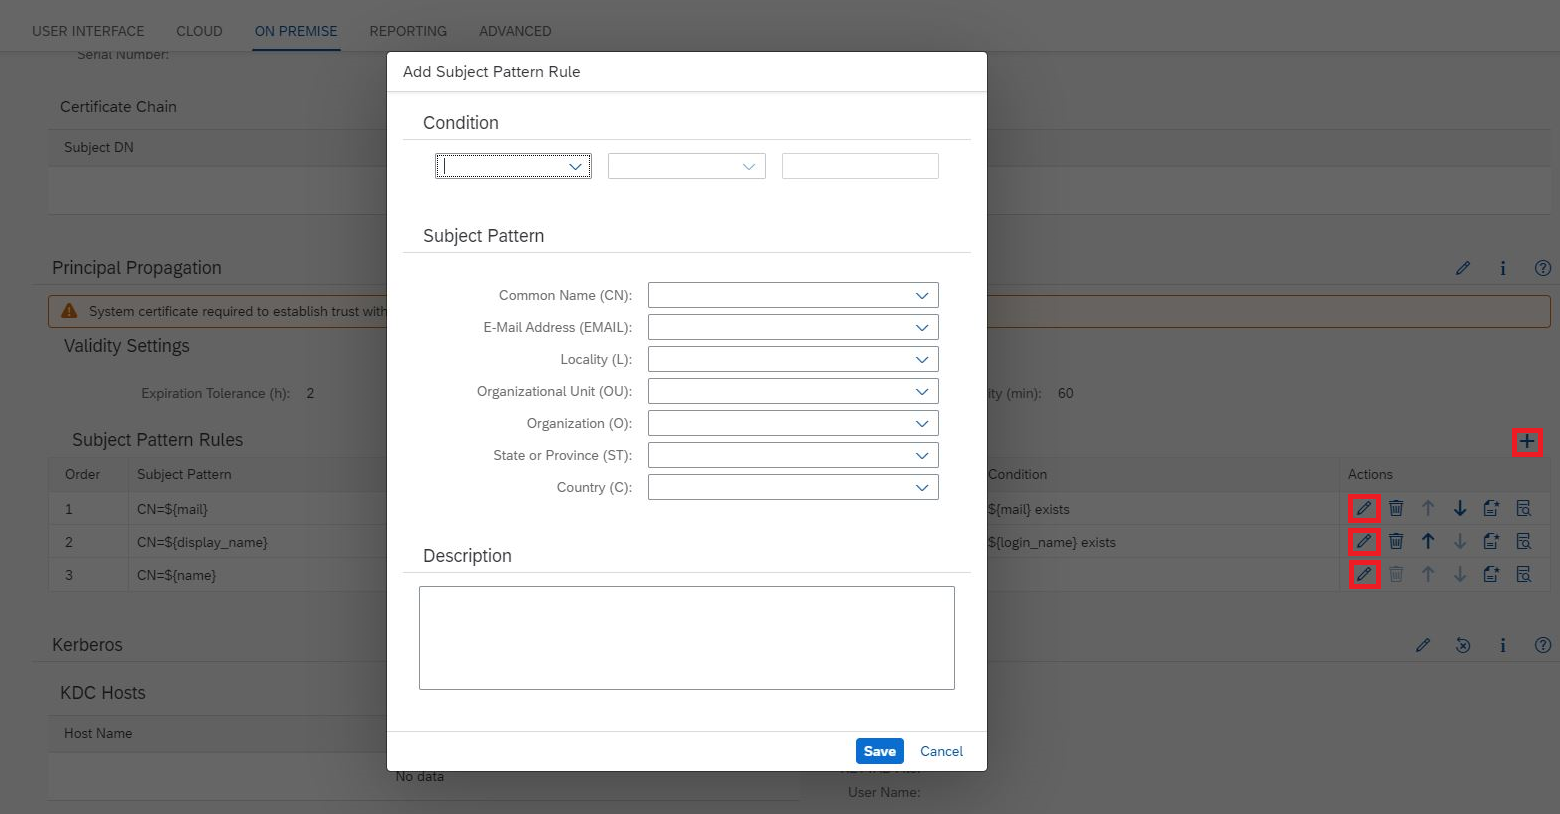 USER INTERFACE CLOUD ON PREMISE REPORTING ADVANCED
Serial Number:
Certificate Chain
Subject DN
Principal Propagation
System certificate required to establish trust with
Validity Settings
Expiration Tolerance (h): 2
(min): 60
Subject Pattern Rules
Order Subject Pattern Condition Actions
1 CN=${mail} ${mail} exists
2 CN=${display_name} ${login_name} exists
3 CN=${name}
Kerberos
KDC Hosts
Host Name
No data
User Name:
Add Subject Pattern Rule
Condition
Subject Pattern
Common Name (CN):
E-Mail Address (EMAIL):
Locality (L):
Organizational Unit (OU):
Organization (O):
State or Province (ST):
Country (C):
Description
Save Cancel